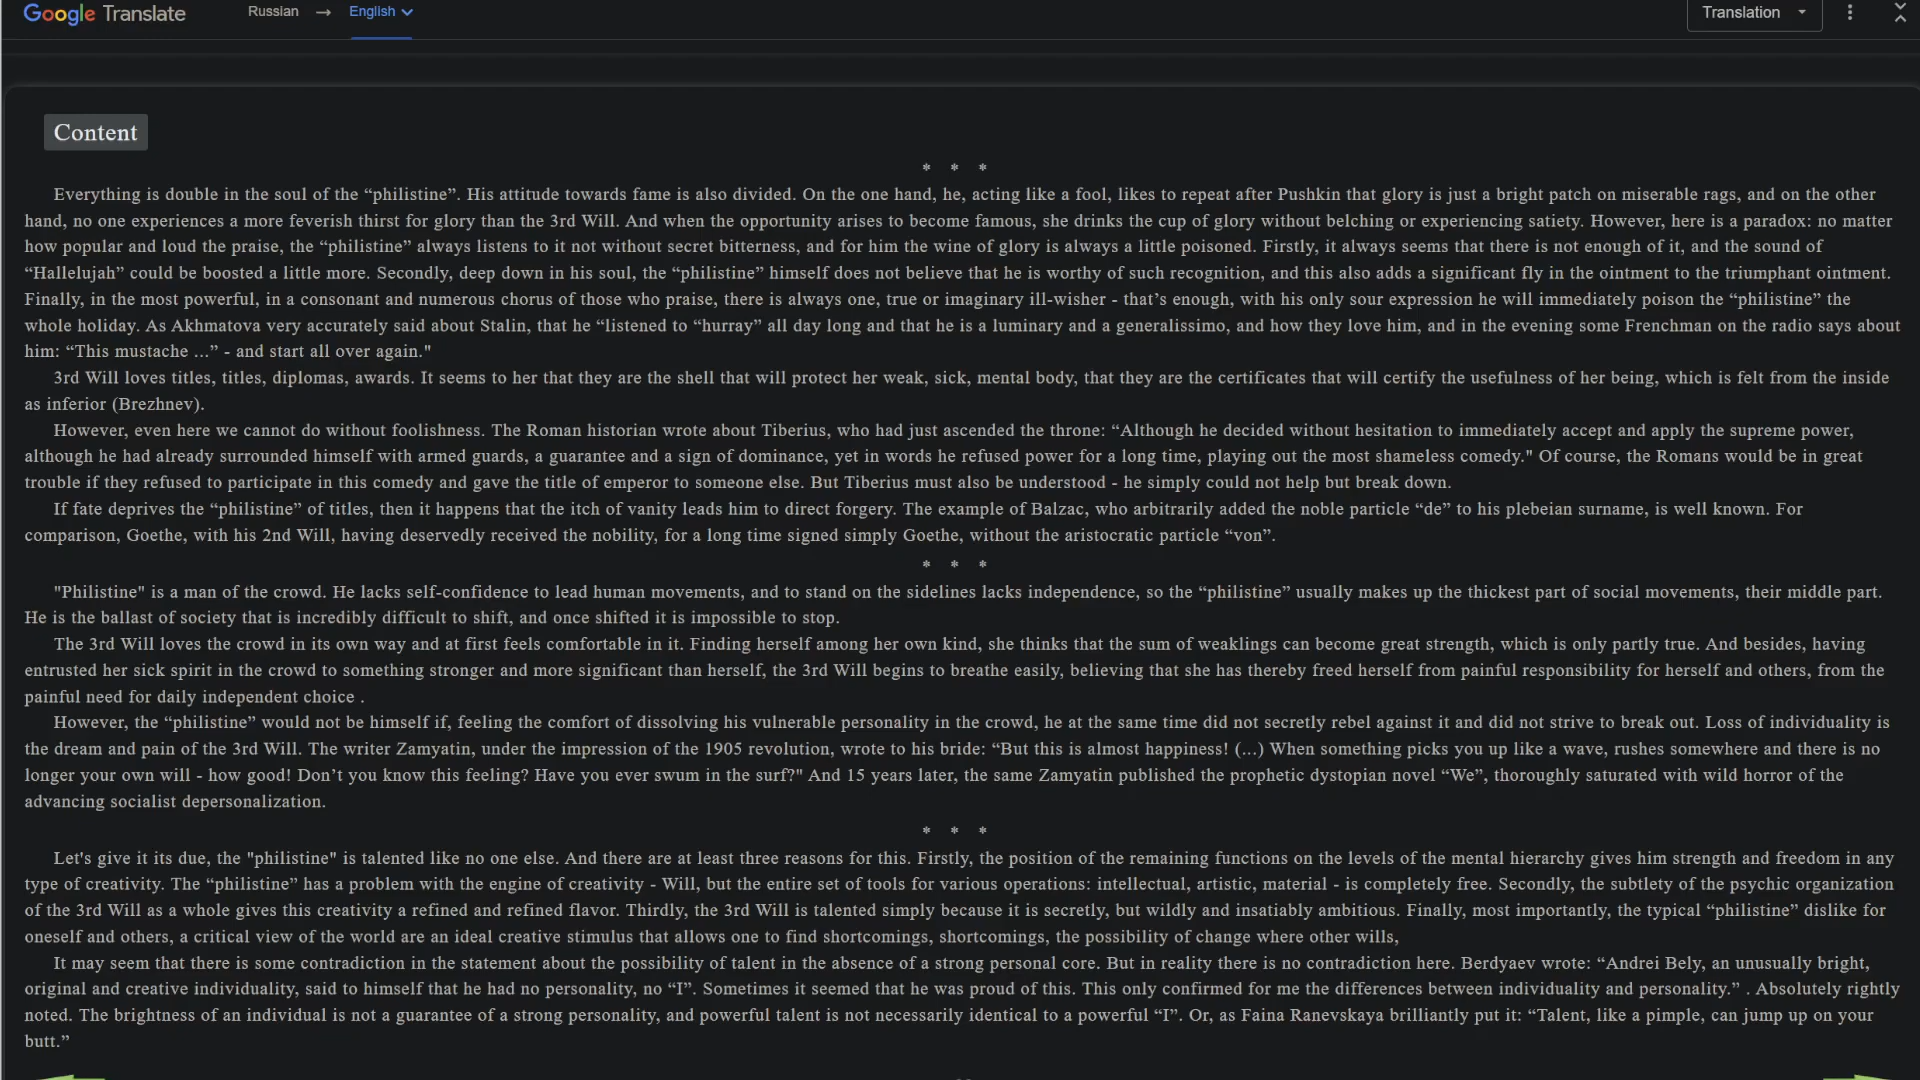 Google Translate
Russian → English
Translation
Content
* * *
Everything is double in the soul of the “philistine”. His attitude towards fame is also divided. On the one hand, he, acting like a fool, likes to repeat after Pushkin that glory is just a bright patch on miserable rags, and on the other
hand, no one experiences a more feverish thirst for glory than the 3rd Will. And when the opportunity arises to become famous, she drinks the cup of glory without belching or experiencing satiety. However, here is a paradox: no matter
how popular and loud the praise, the “philistine” always listens to it not without secret bitterness, and for him the wine of glory is always a little poisoned. Firstly, it always seems that there is not enough of it, and the sound of
“Hallelujah” could be boosted a little more. Secondly, deep down in his soul, the “philistine” himself does not believe that he is worthy of such recognition, and this also adds a significant fly in the ointment to the triumphant ointment.
Finally, in the most powerful, in a consonant and numerous chorus of those who praise, there is always one, true or imaginary ill-wisher - that’s enough, with his only sour expression he will immediately poison the “philistine” the
whole holiday. As Akhmatova very accurately said about Stalin, that he “listened to “hurray” all day long and that he is a luminary and a generalissimo, and how they love him, and in the evening some Frenchman on the radio says about
him: “This mustache ...” - and start all over again."
3rd Will loves titles, titles, diplomas, awards. It seems to her that they are the shell that will protect her weak, sick, mental body, that they are the certificates that will certify the usefulness of her being, which is felt from the inside
as inferior (Brezhnev).
However, even here we cannot do without foolishness. The Roman historian wrote about Tiberius, who had just ascended the throne: “Although he decided without hesitation to immediately accept and apply the supreme power,
although he had already surrounded himself with armed guards, a guarantee and a sign of dominance, yet in words he refused power for a long time, playing out the most shameless comedy." Of course, the Romans would be in great
trouble if they refused to participate in this comedy and gave the title of emperor to someone else. But Tiberius must also be understood - he simply could not help but break down.
If fate deprives the “philistine” of titles, then it happens that the itch of vanity leads him to direct forgery. The example of Balzac, who arbitrarily added the noble particle “de” to his plebeian surname, is well known. For
comparison, Goethe, with his 2nd Will, having deservedly received the nobility, for a long time signed simply Goethe, without the aristocratic particle “von”.
* * *
"Philistine" is a man of the crowd. He lacks self-confidence to lead human movements, and to stand on the sidelines lacks independence, so the “philistine” usually makes up the thickest part of social movements, their middle part.
He is the ballast of society that is incredibly difficult to shift, and once shifted it is impossible to stop.
The 3rd Will loves the crowd in its own way and at first feels comfortable in it. Finding herself among her own kind, she thinks that the sum of weaklings can become great strength, which is only partly true. And besides, having
entrusted her sick spirit in the crowd to something stronger and more significant than herself, the 3rd Will begins to breathe easily, believing that she has thereby freed herself from painful responsibility for herself and others, from the
painful need for daily independent choice .
However, the “philistine” would not be himself if, feeling the comfort of dissolving his vulnerable personality in the crowd, he at the same time did not secretly rebel against it and did not strive to break out. Loss of individuality is
the dream and pain of the 3rd Will. The writer Zamyatin, under the impression of the 1905 revolution, wrote to his bride: “But this is almost happiness! (...) When something picks you up like a wave, rushes somewhere and there is no
longer your own will - how good! Don’t you know this feeling? Have you ever swum in the surf?" And 15 years later, the same Zamyatin published the prophetic dystopian novel “We”, thoroughly saturated with wild horror of the
advancing socialist depersonalization.
* * *
Let's give it its due, the "philistine" is talented like no one else. And there are at least three reasons for this. Firstly, the position of the remaining functions on the levels of the mental hierarchy gives him strength and freedom in any
type of creativity. The “philistine” has a problem with the engine of creativity - Will, but the entire set of tools for various operations: intellectual, artistic, material - is completely free. Secondly, the subtlety of the psychic organization
of the 3rd Will as a whole gives this creativity a refined and refined flavor. Thirdly, the 3rd Will is talented simply because it is secretly, but wildly and insatiably ambitious. Finally, most importantly, the typical “philistine” dislike for
oneself and others, a critical view of the world are an ideal creative stimulus that allows one to find shortcomings, shortcomings, the possibility of change where other wills,
It may seem that there is some contradiction in the statement about the possibility of talent in the absence of a strong personal core. But in reality there is no contradiction here. Berdyaev wrote: “Andrei Bely, an unusually bright,
original and creative individuality, said to himself that he had no personality, no “I”. Sometimes it seemed that he was proud of this. This only confirmed for me the differences between individuality and personality.” . Absolutely rightly
noted. The brightness of an individual is not a guarantee of a strong personality, and powerful talent is not necessarily identical to a powerful “I”. Or, as Faina Ranevskaya brilliantly put it: “Talent, like a pimple, can jump up on your
butt.”